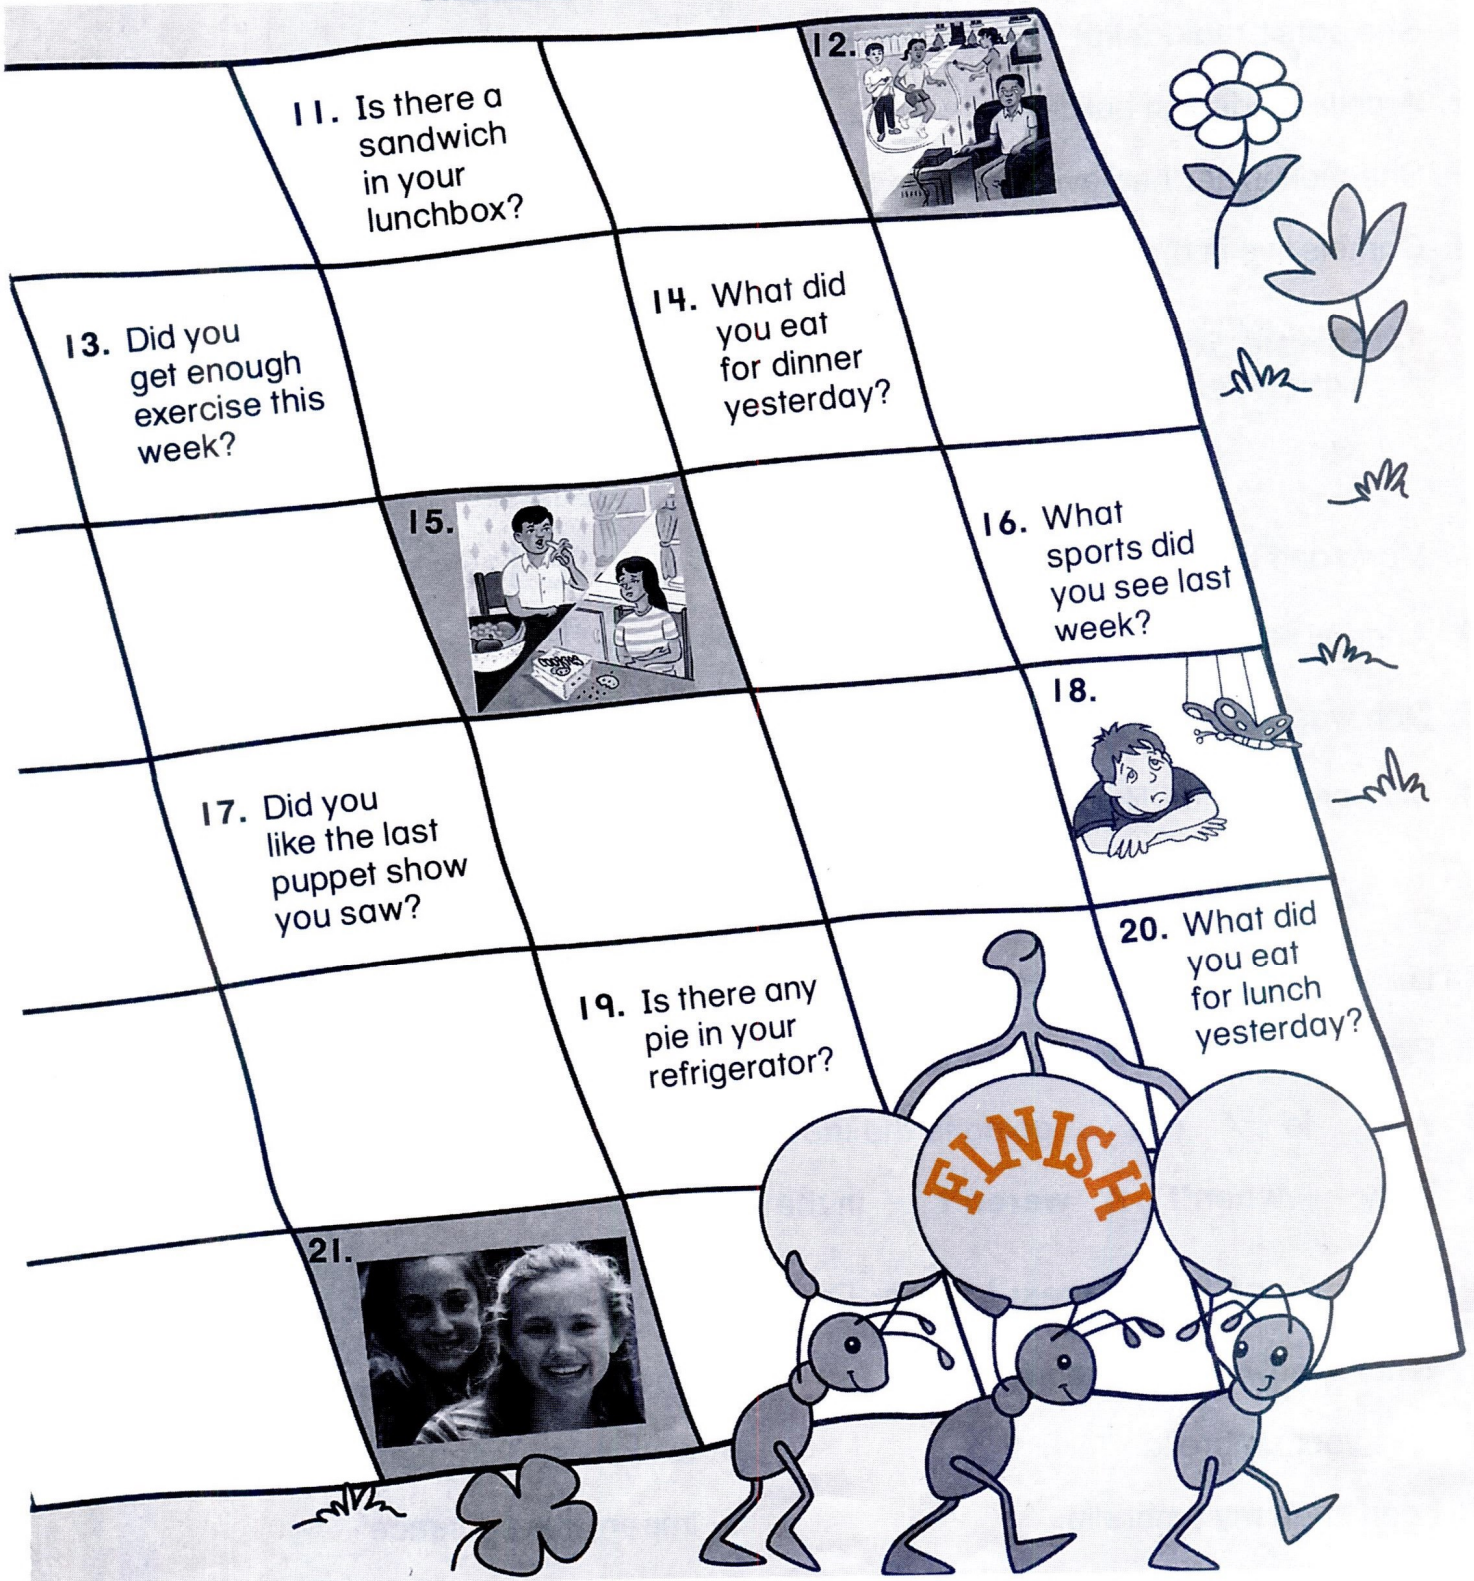 11. Is there a
sandwich
in your
lunchbox?
12.
13. Did you
get enough
exercise this
week?
14. What did
you eat
for dinner
yesterday?
15.
cookies
16. What
sports did
you see last
week?
17. Did you
like the last
puppet show
you saw?
18.
19. Is there any
pie in your
refrigerator?
20. What did
you eat
for lunch
yesterday?
FINISH
21.